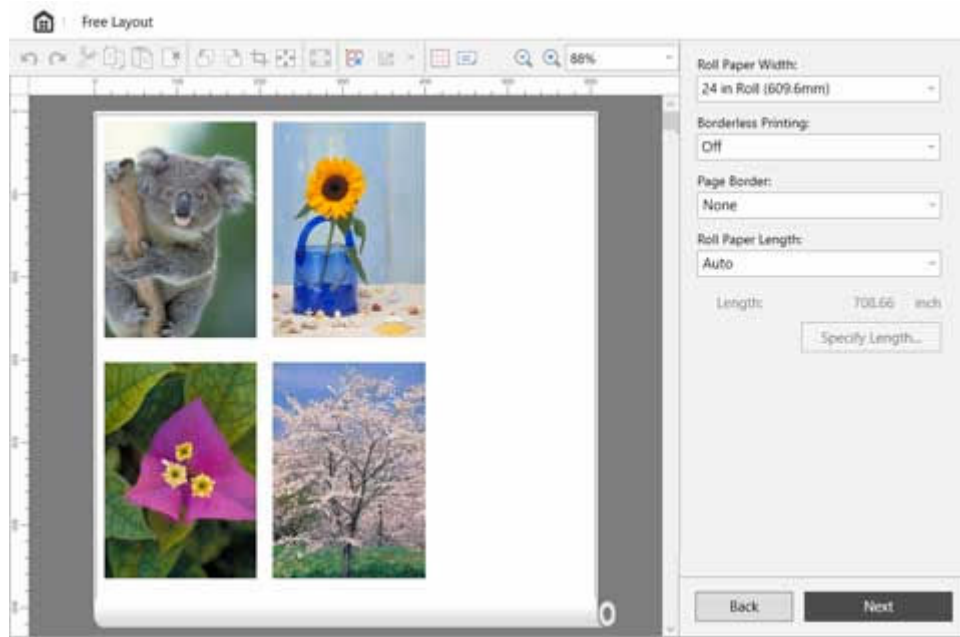 Free Layout
88%
Roll Paper Width:
24 in Roll (609.6mm)
Borderless Printing:
Off
Page Border:
None
Roll Paper Length:
Auto
Length: 708.66 inch
Specify Length...
Back Next